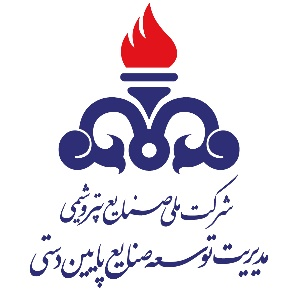 شرکت ملی صنایع پتروشیمی
مدیریت توسعه صنایع پایین دستی